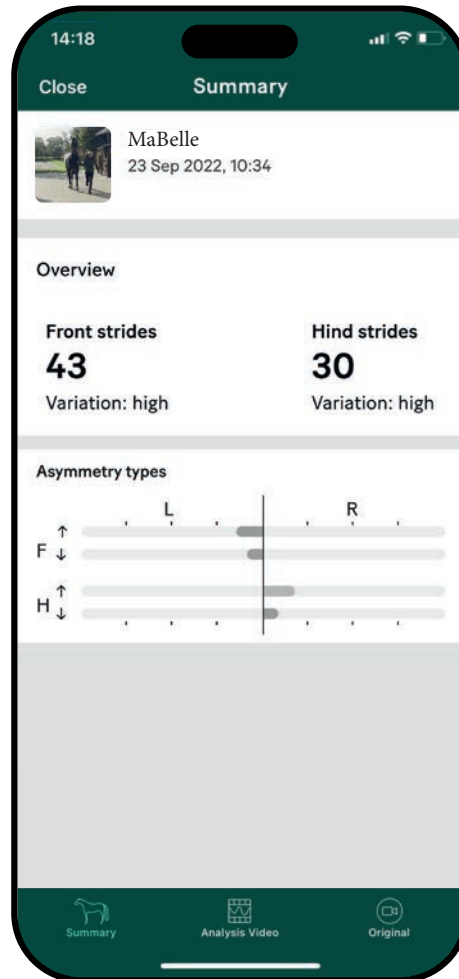 14:18
Close Summary
MaBelle
23 Sep 2022, 10:34
Overview
Front strides Hind strides
43 30
Variation: high Variation: high
Asymmetry types
L R
F ↑
↓
H ↑
↓
Summary Analysis Video Original